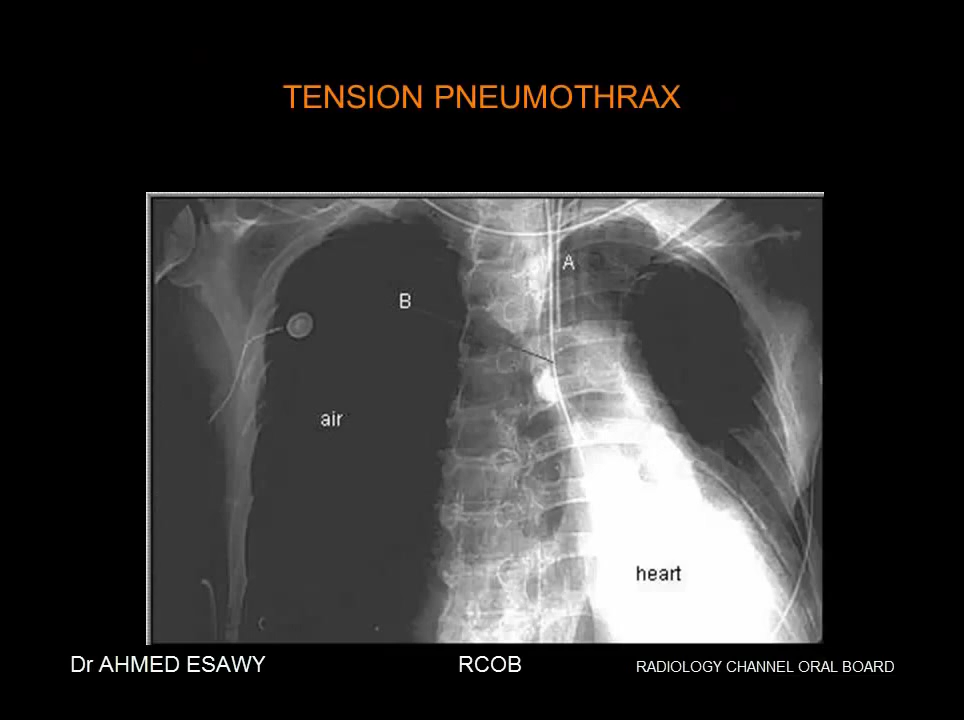 TENSION PNEUMOTHRAX
A
B
air
heart
Dr AHMED ESAWY
RCOB
RADIOLOGY CHANNEL ORAL BOARD